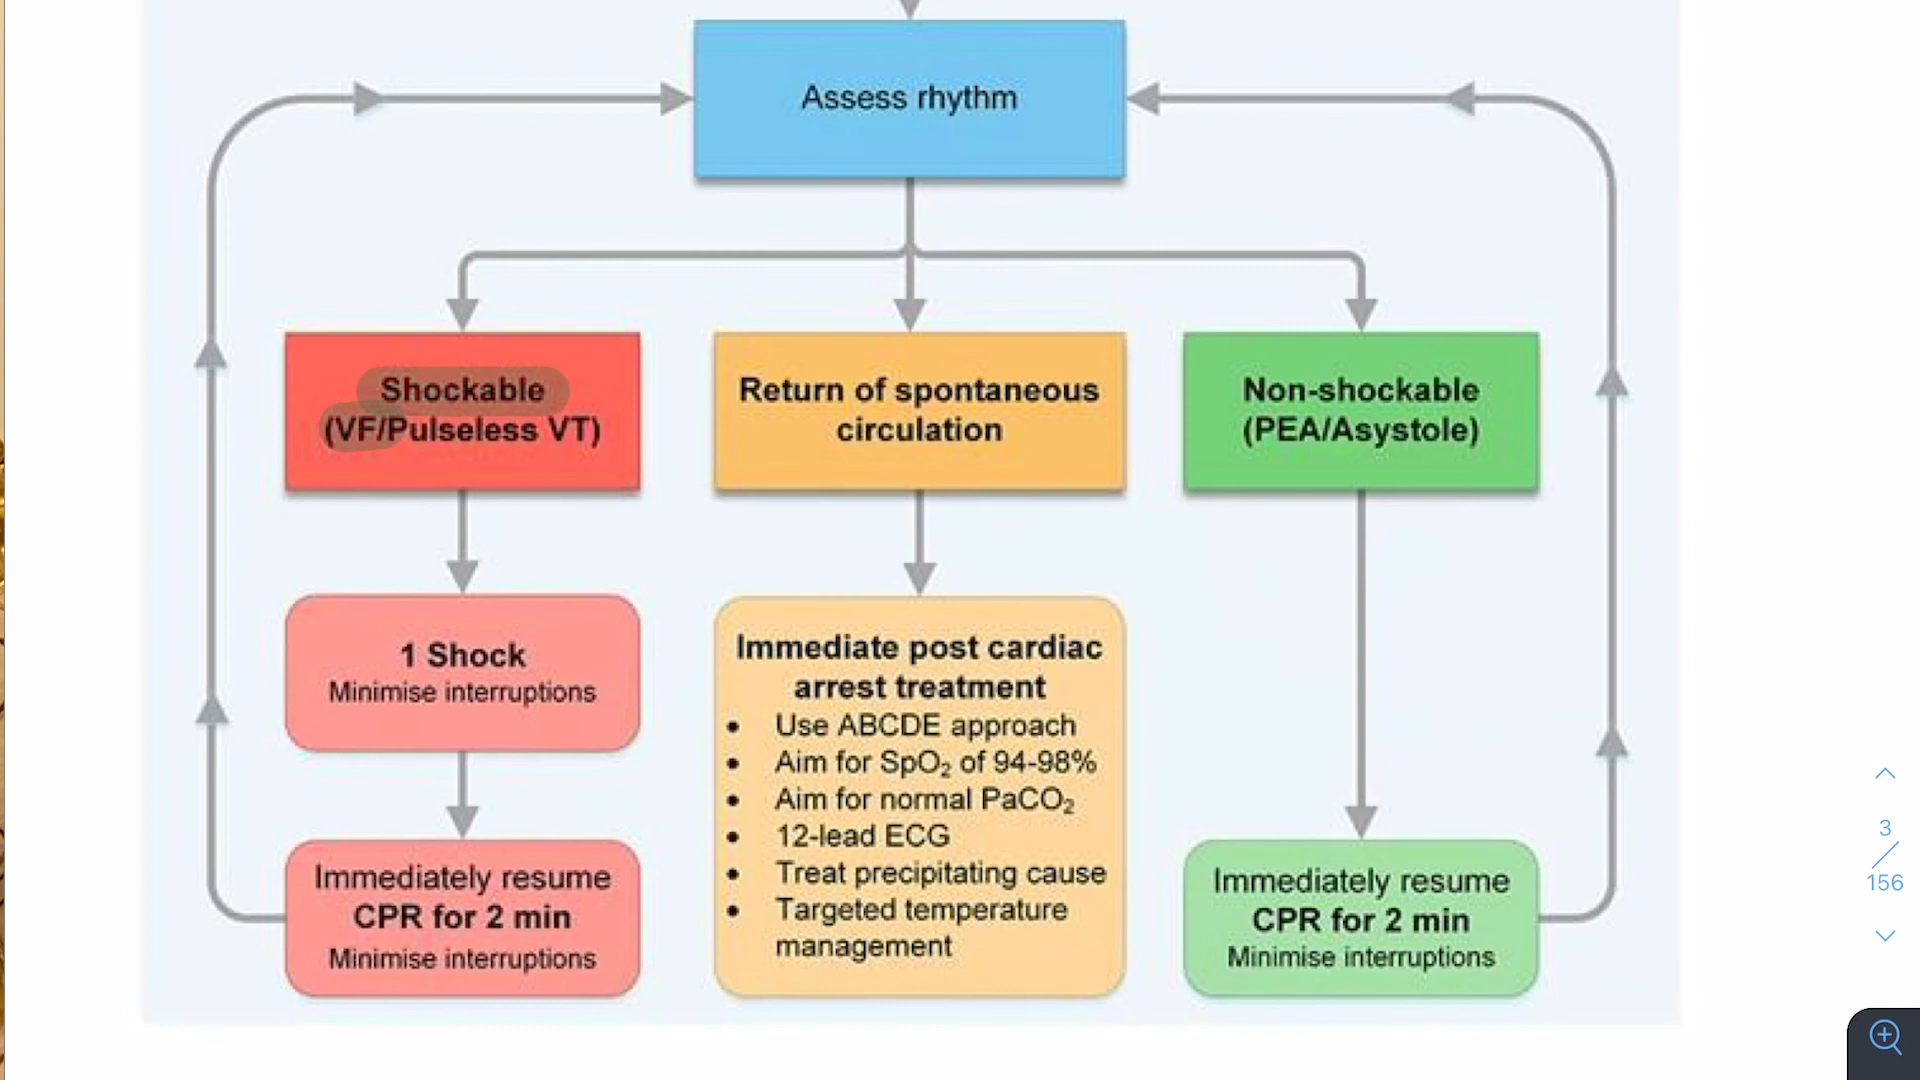 Assess rhythm
Shockable
(VF/Pulseless VT)
Return of spontaneous
circulation
Non-shockable
(PEA/Asystole)
1 Shock
Minimise interruptions
Immediately resume
CPR for 2 min
Minimise interruptions
Immediate post cardiac
arrest treatment
• Use ABCDE approach
• Aim for SpO₂ of 94-98%
• Aim for normal PaCO₂
• 12-lead ECG
• Treat precipitating cause
• Targeted temperature
management
Immediately resume
CPR for 2 min
Minimise interruptions
3
/
156